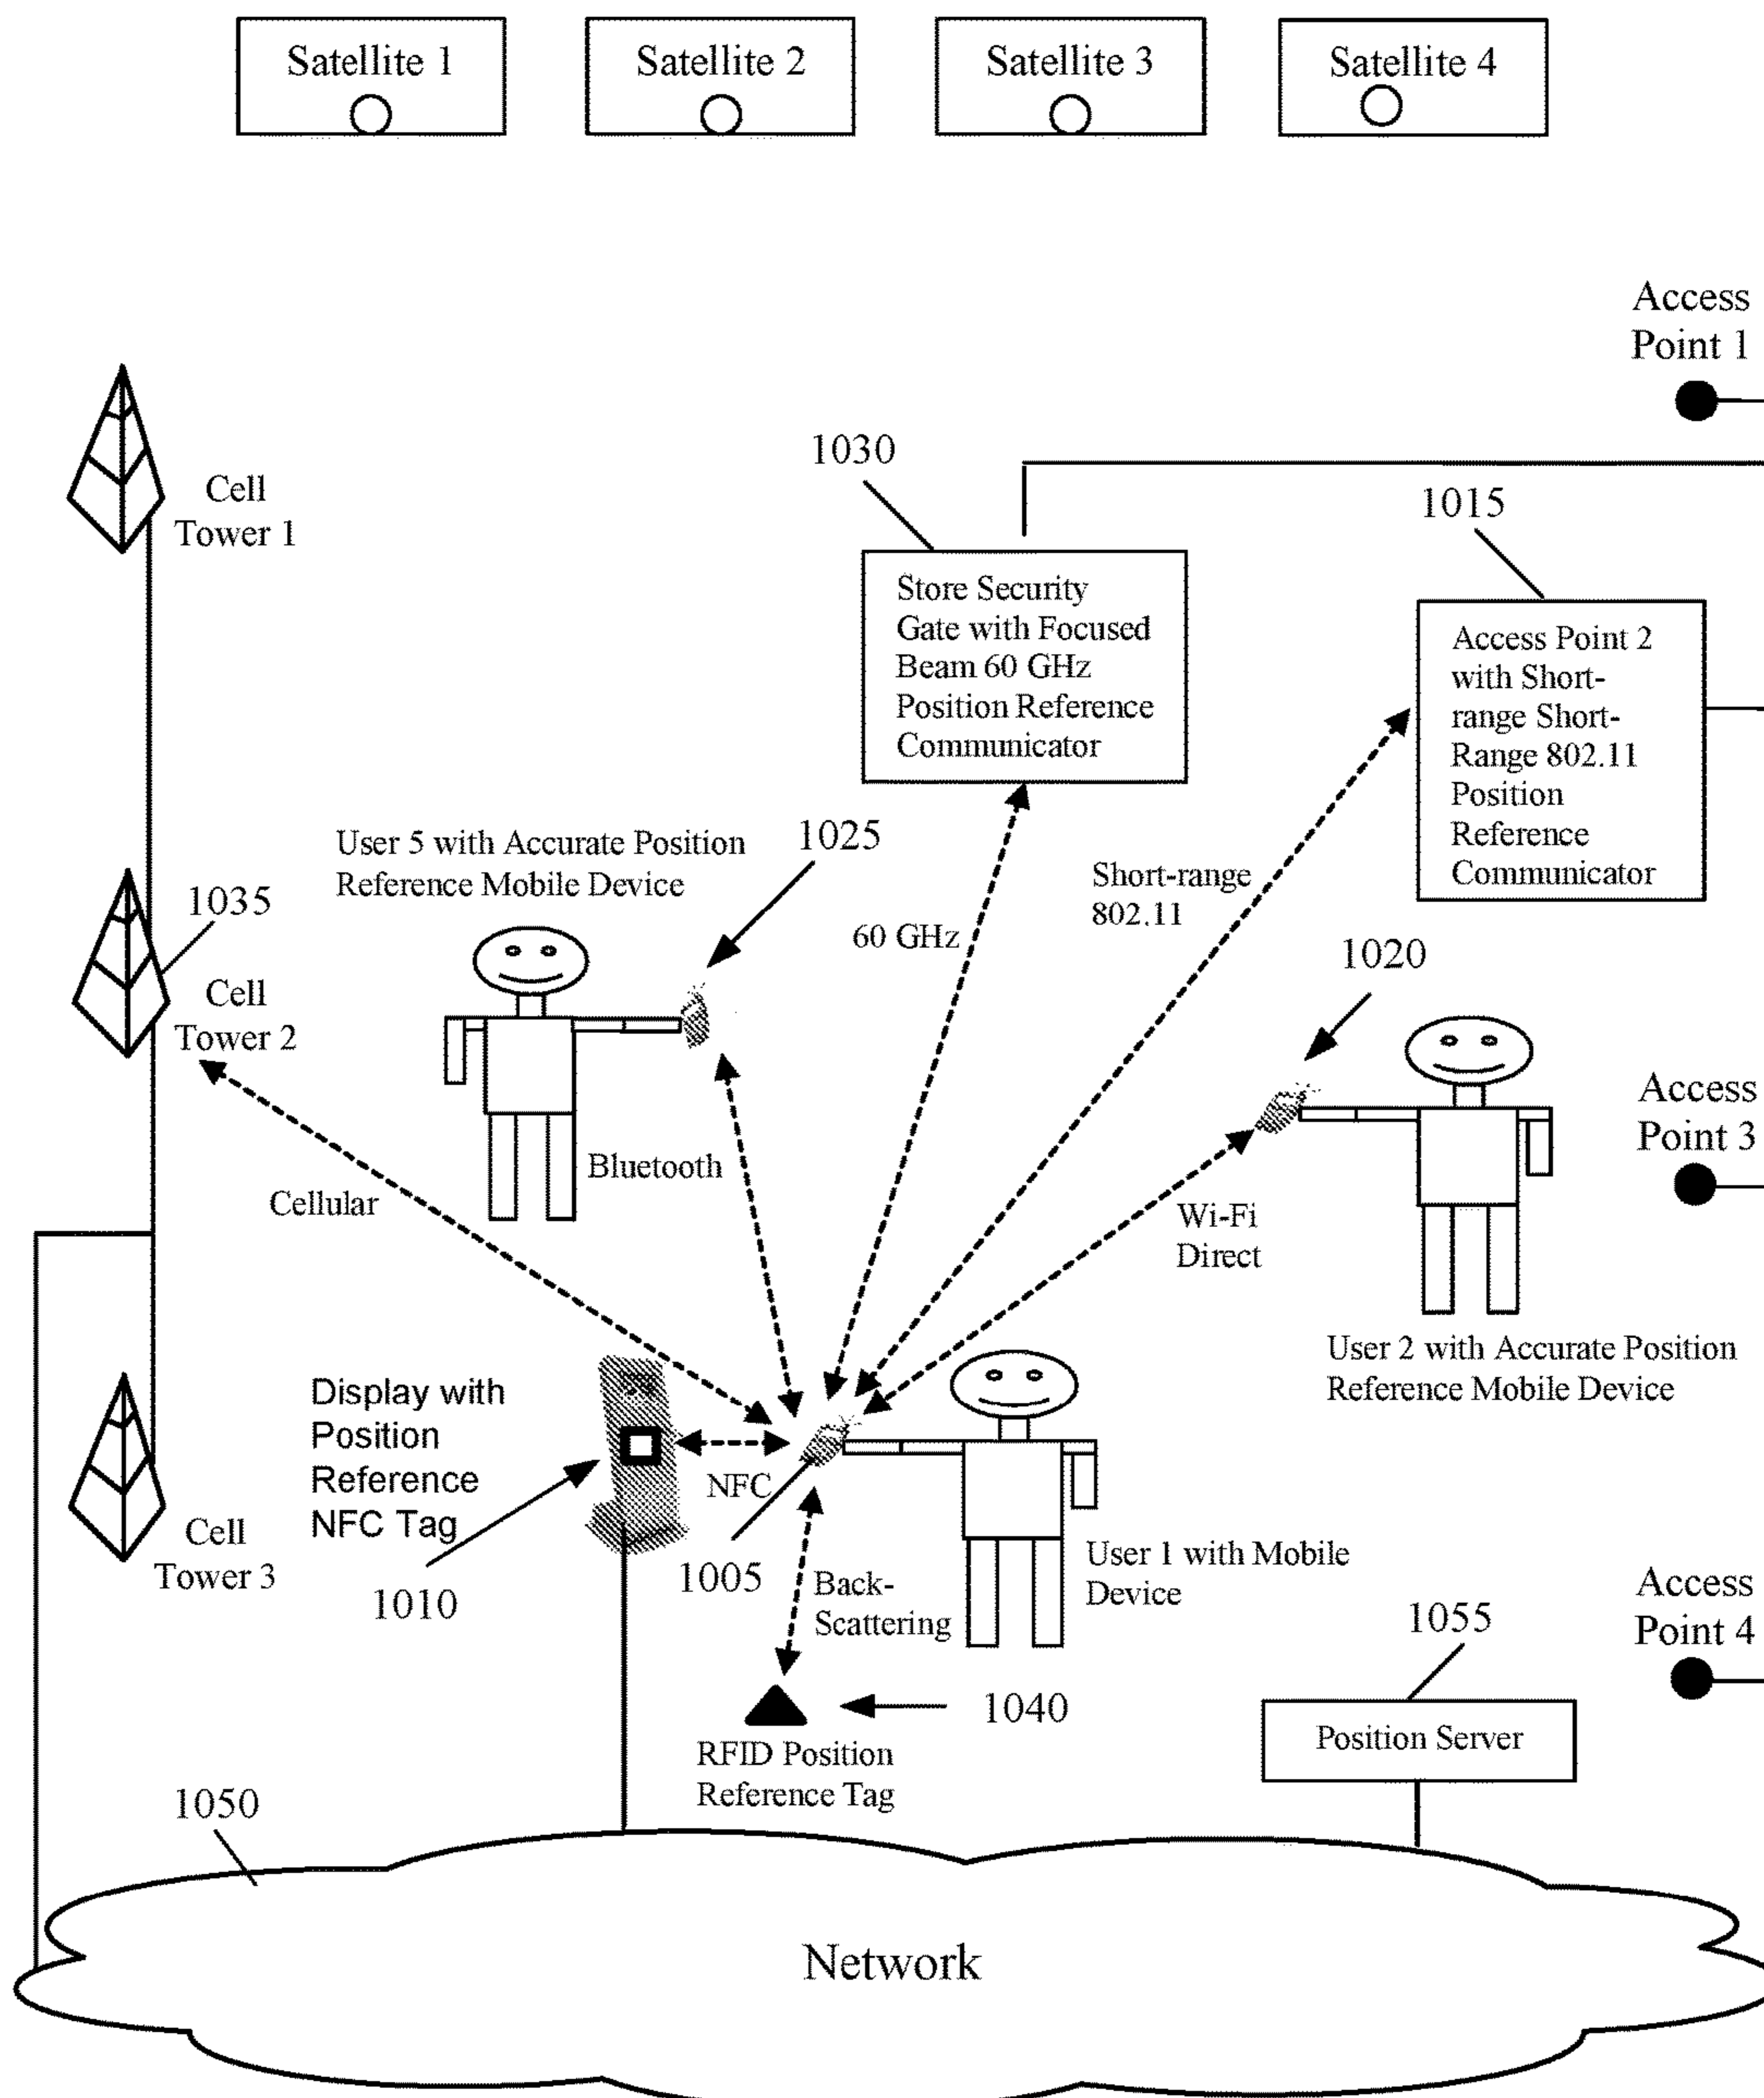 Satellite 1
Satellite 2
Satellite 3
Satellite 4
Access
Point 1
1030
1015
Cell
Tower 1
Store Security
Gate with Focused
Beam 60 GHz
Position Reference
Communicator
Access Point 2
with Short-
range Short-
Range 802.11
Position
Reference
Communicator
User 5 with Accurate Position
Reference Mobile Device
1025
Short-range
802.11
1035
60 GHz
1020
Cell
Tower 2
Access
Point 3
Bluetooth
Cellular
Wi-Fi
Direct
User 2 with Accurate Position
Reference Mobile Device
Display with
Position
Reference
NFC Tag
NFC
Cell
Tower 3
1010
1005
User 1 with Mobile
Device
Back-
Scattering
Access
Point 4
1055
1040
Position Server
RFID Position
Reference Tag
1050
Network